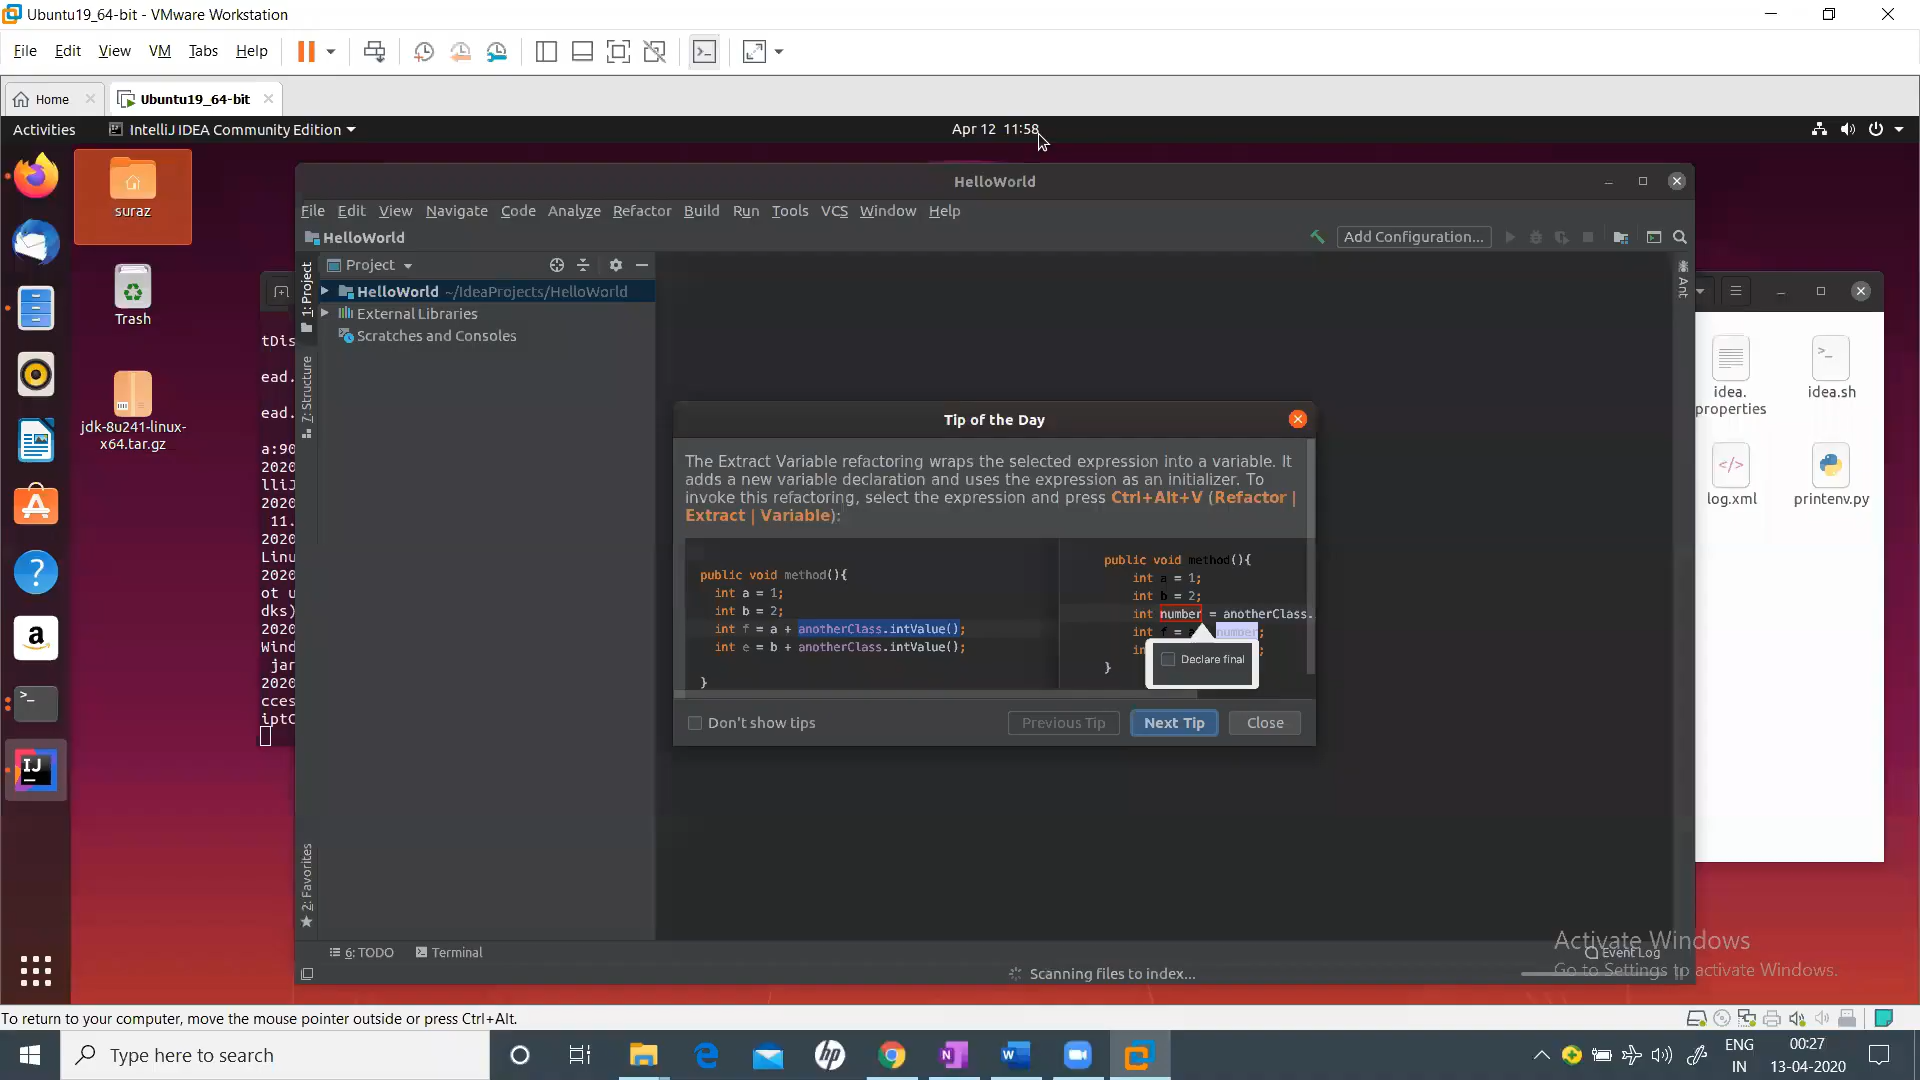 Ubuntu19_64-bit - VMware Workstation
File Edit View VM Tabs Help
Home Ubuntu19_64-bit
Activities IntelliJ IDEA Community Edition Apr 12 11:58
suraz
Trash
jdk-8u241-linux-
x64.tar.gz
HelloWorld
File Edit View Navigate Code Analyze Refactor Build Run Tools VCS Window Help
HelloWorld Add Configuration...
Project
HelloWorld ~/IdeaProjects/HelloWorld
External Libraries
Scratches and Consoles
1: Project
7: Structure
2: Favorites
Ant
tDis
ead.
ead.
a:90
2020
lliJ
2020
11.
2020
Linu
2020
ot u
dks)
2020
Wind
jar
2020
cces
iptC
Tip of the Day
The Extract Variable refactoring wraps the selected expression into a variable. It
adds a new variable declaration and uses the expression as an initializer. To
invoke this refactoring, select the expression and press Ctrl+Alt+V (Refactor |
Extract | Variable):
public void method(){
int a = 1;
int b = 2;
int f = a + anotherClass.intValue();
int e = b + anotherClass.intValue();
}
public void method(){
int a = 1;
int b = 2;
int number = anotherClass.
int f = a number;
in
}
Declare final
Don't show tips Previous Tip Next Tip Close
idea.
properties
idea.sh
log.xml
printenv.py
6: TODO Terminal Event Log
Scanning files to index...
Activate Windows
Go to Settings to activate Windows.
To return to your computer, move the mouse pointer outside or press Ctrl+Alt.
Type here to search
ENG
IN
00:27
13-04-2020